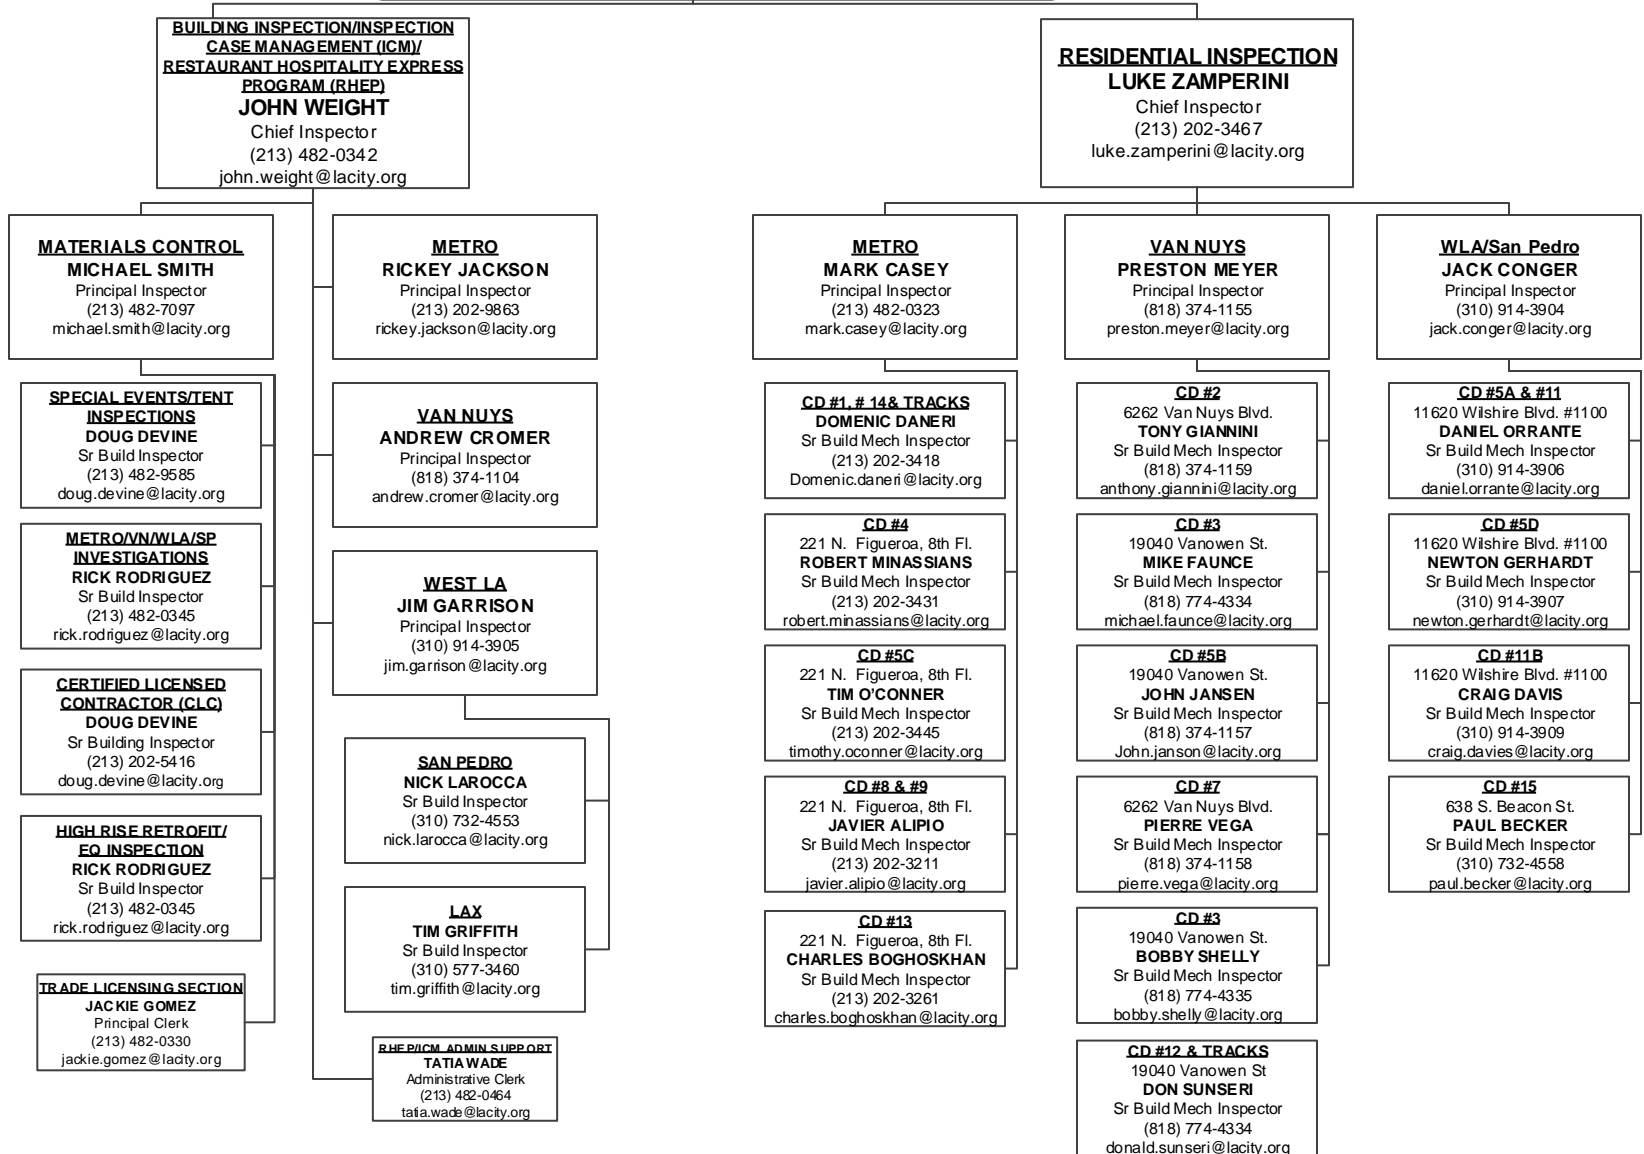 BUILDING INSPECTION/INSPECTION
CASE MANAGEMENT (ICM)/
RESTAURANT HOSPITALITY EXPRESS
PROGRAM (RHEP)
JOHN WEIGHT
Chief Inspector
(213) 482-0342
john.weight@lacity.org
RESIDENTIAL INSPECTION
LUKE ZAMPERINI
Chief Inspector
(213) 202-3467
luke.zamperini@lacity.org
MATERIALS CONTROL
MICHAEL SMITH
Principal Inspector
(213) 482-7097
michael.smith@lacity.org
SPECIAL EVENTS/TENT
INSPECTIONS
DOUG DEVINE
Sr Build Inspector
(213) 482-9585
doug.devine@lacity.org
METRO/VN/WLA/SP
INVESTIGATIONS
RICK RODRIGUEZ
Sr Build Inspector
(213) 482-0345
rick.rodriguez@lacity.org
CERTIFIED LICENSED
CONTRACTOR (CLC)
DOUG DEVINE
Sr Building Inspector
(213) 202-5416
doug.devine@lacity.org
HIGH RISE RETROFIT/
EQ INSPECTION
RICK RODRIGUEZ
Sr Build Inspector
(213) 482-0345
rick.rodriguez@lacity.org
TRADE LICENSING SECTION
JACKIE GOMEZ
Principal Clerk
(213) 482-0330
jackie.gomez@lacity.org
METRO
RICKEY JACKSON
Principal Inspector
(213) 202-9863
rickey.jackson@lacity.org
VAN NUYS
ANDREW CROMER
Principal Inspector
(818) 374-1104
andrew.cromer@lacity.org
WEST LA
JIM GARRISON
Principal Inspector
(310) 914-3905
jim.garrison@lacity.org
SAN PEDRO
NICK LAROCCA
Sr Build Inspector
(310) 732-4553
nick.larocca@lacity.org
LAX
TIM GRIFFITH
Sr Build Inspector
(310) 577-3460
tim.griffith@lacity.org
RHEP/ICM ADMIN SUPPORT
TATIA WADE
Administrative Clerk
(213) 482-0464
tatia.wade@lacity.org
METRO
MARK CASEY
Principal Inspector
(213) 482-0323
mark.casey@lacity.org
CD #1, # 14& TRACKS
DOMENIC DANERI
Sr Build Mech Inspector
(213) 202-3418
Domenic.daneri@lacity.org
CD #4
221 N. Figueroa, 8th Fl.
ROBERT MINASSIANS
Sr Build Mech Inspector
(213) 202-3431
robert.minassians@lacity.org
CD #5C
221 N. Figueroa, 8th Fl.
TIM O'CONNER
Sr Build Mech Inspector
(213) 202-3445
timothy.oconner@lacity.org
CD #8 & #9
221 N. Figueroa, 8th Fl.
JAVIER ALIPIO
Sr Build Mech Inspector
(213) 202-3211
javier.alipio@lacity.org
CD #13
221 N. Figueroa, 8th Fl.
CHARLES BOGHOSKHAN
Sr Build Mech Inspector
(213) 202-3261
charles.boghoskhan@lacity.org
VAN NUYS
PRESTON MEYER
Principal Inspector
(818) 374-1155
preston.meyer@lacity.org
CD #2
6262 Van Nuys Blvd.
TONY GIANNINI
Sr Build Mech Inspector
(818) 374-1159
anthony.giannini@lacity.org
CD #3
19040 Vanowen St.
MIKE FAUNCE
Sr Build Mech Inspector
(818) 774-4334
michael.faunce@lacity.org
CD #5B
19040 Vanowen St.
JOHN JANSEN
Sr Build Mech Inspector
(818) 374-1157
John.janson@lacity.org
CD #7
6262 Van Nuys Blvd.
PIERRE VEGA
Sr Build Mech Inspector
(818) 374-1158
pierre.vega@lacity.org
CD #3
19040 Vanowen St.
BOBBY SHELLY
Sr Build Mech Inspector
(818) 774-4335
bobby.shelly@lacity.org
CD #12 & TRACKS
19040 Vanowen St
DON SUNSERI
Sr Build Mech Inspector
(818) 774-4334
donald.sunseri@lacity.org
WLA/San Pedro
JACK CONGER
Principal Inspector
(310) 914-3904
jack.conger@lacity.org
CD #5A & #11
11620 Wilshire Blvd. #1100
DANIEL ORRANTE
Sr Build Mech Inspector
(310) 914-3906
daniel.orrante@lacity.org
CD #5D
11620 Wilshire Blvd. #1100
NEWTON GERHARDT
Sr Build Mech Inspector
(310) 914-3907
newton.gerhardt@lacity.org
CD #11B
11620 Wilshire Blvd. #1100
CRAIG DAVIS
Sr Build Mech Inspector
(310) 914-3909
craig.davies@lacity.org
CD #15
638 S. Beacon St.
PAUL BECKER
Sr Build Mech Inspector
(310) 732-4558
paul.becker@lacity.org